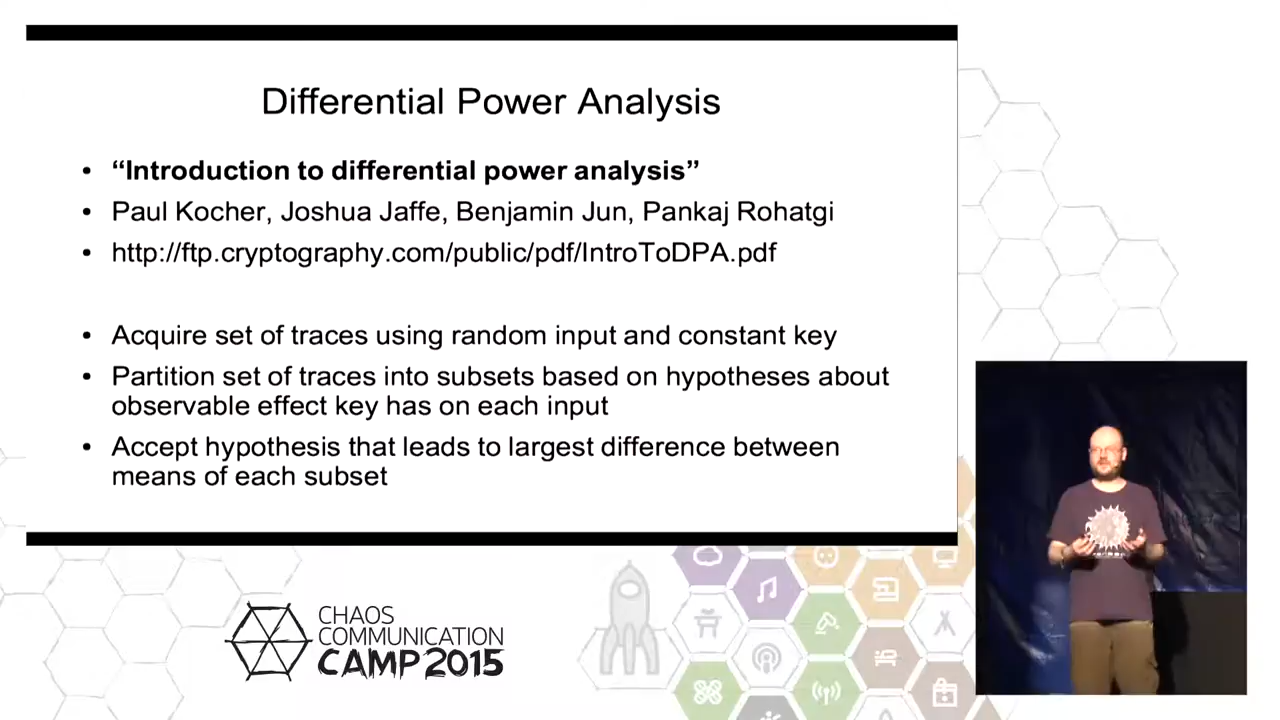 Differential Power Analysis
• “Introduction to differential power analysis”
• Paul Kocher, Joshua Jaffe, Benjamin Jun, Pankaj Rohatgi
• http://ftp.cryptography.com/public/pdf/IntroToDPA.pdf
• Acquire set of traces using random input and constant key
• Partition set of traces into subsets based on hypotheses about
observable effect key has on each input
• Accept hypothesis that leads to largest difference between
means of each subset
CHAOS
COMMUNICATION
CAMP 2015